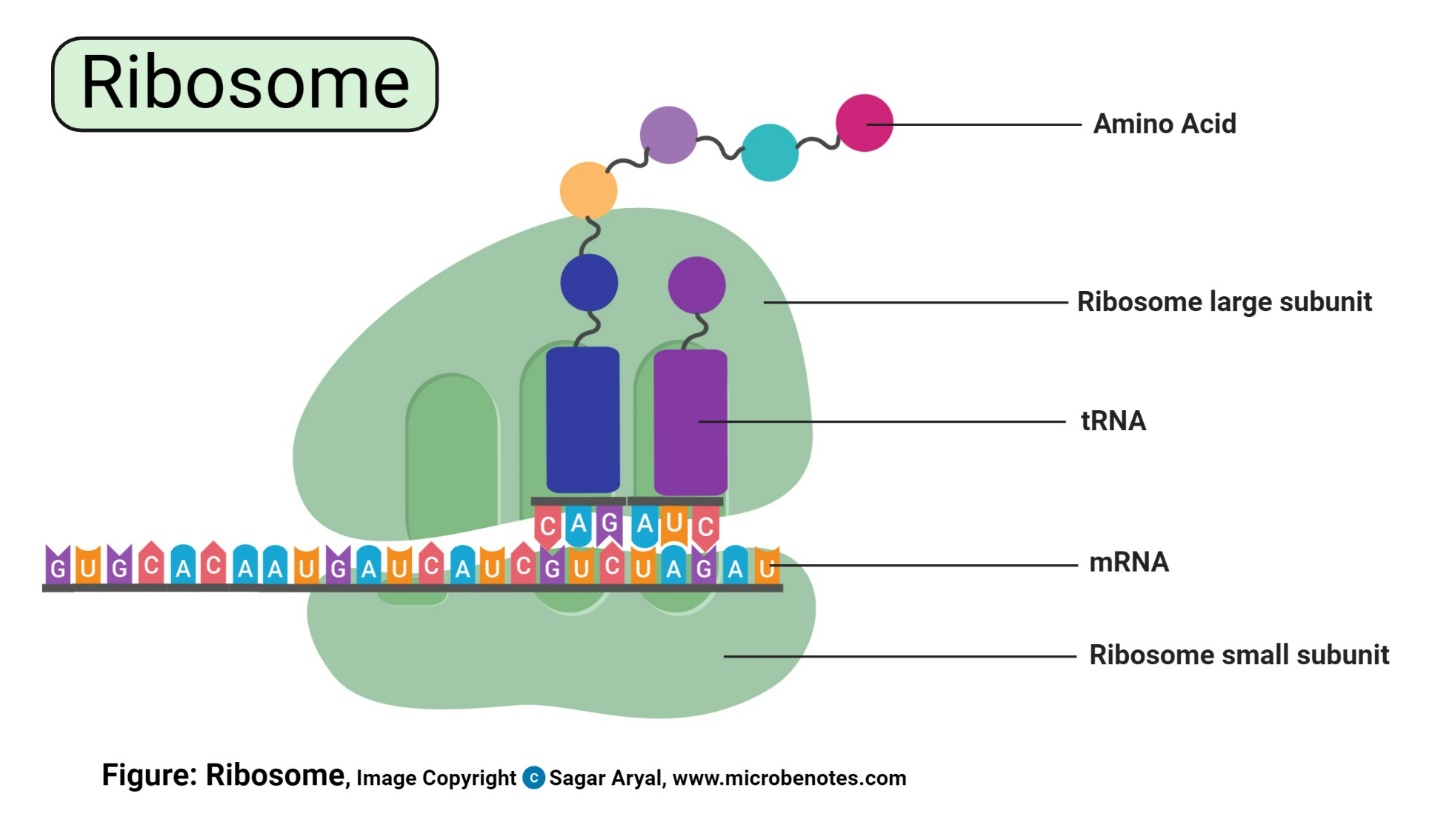 Ribosome
Amino Acid
Ribosome large subunit
tRNA
CAGAUC
GUGCACAAUGAUCAUCGUCUAGAU
mRNA
Ribosome small subunit
Figure: Ribosome, Image Copyright © Sagar Aryal, www.microbenotes.com